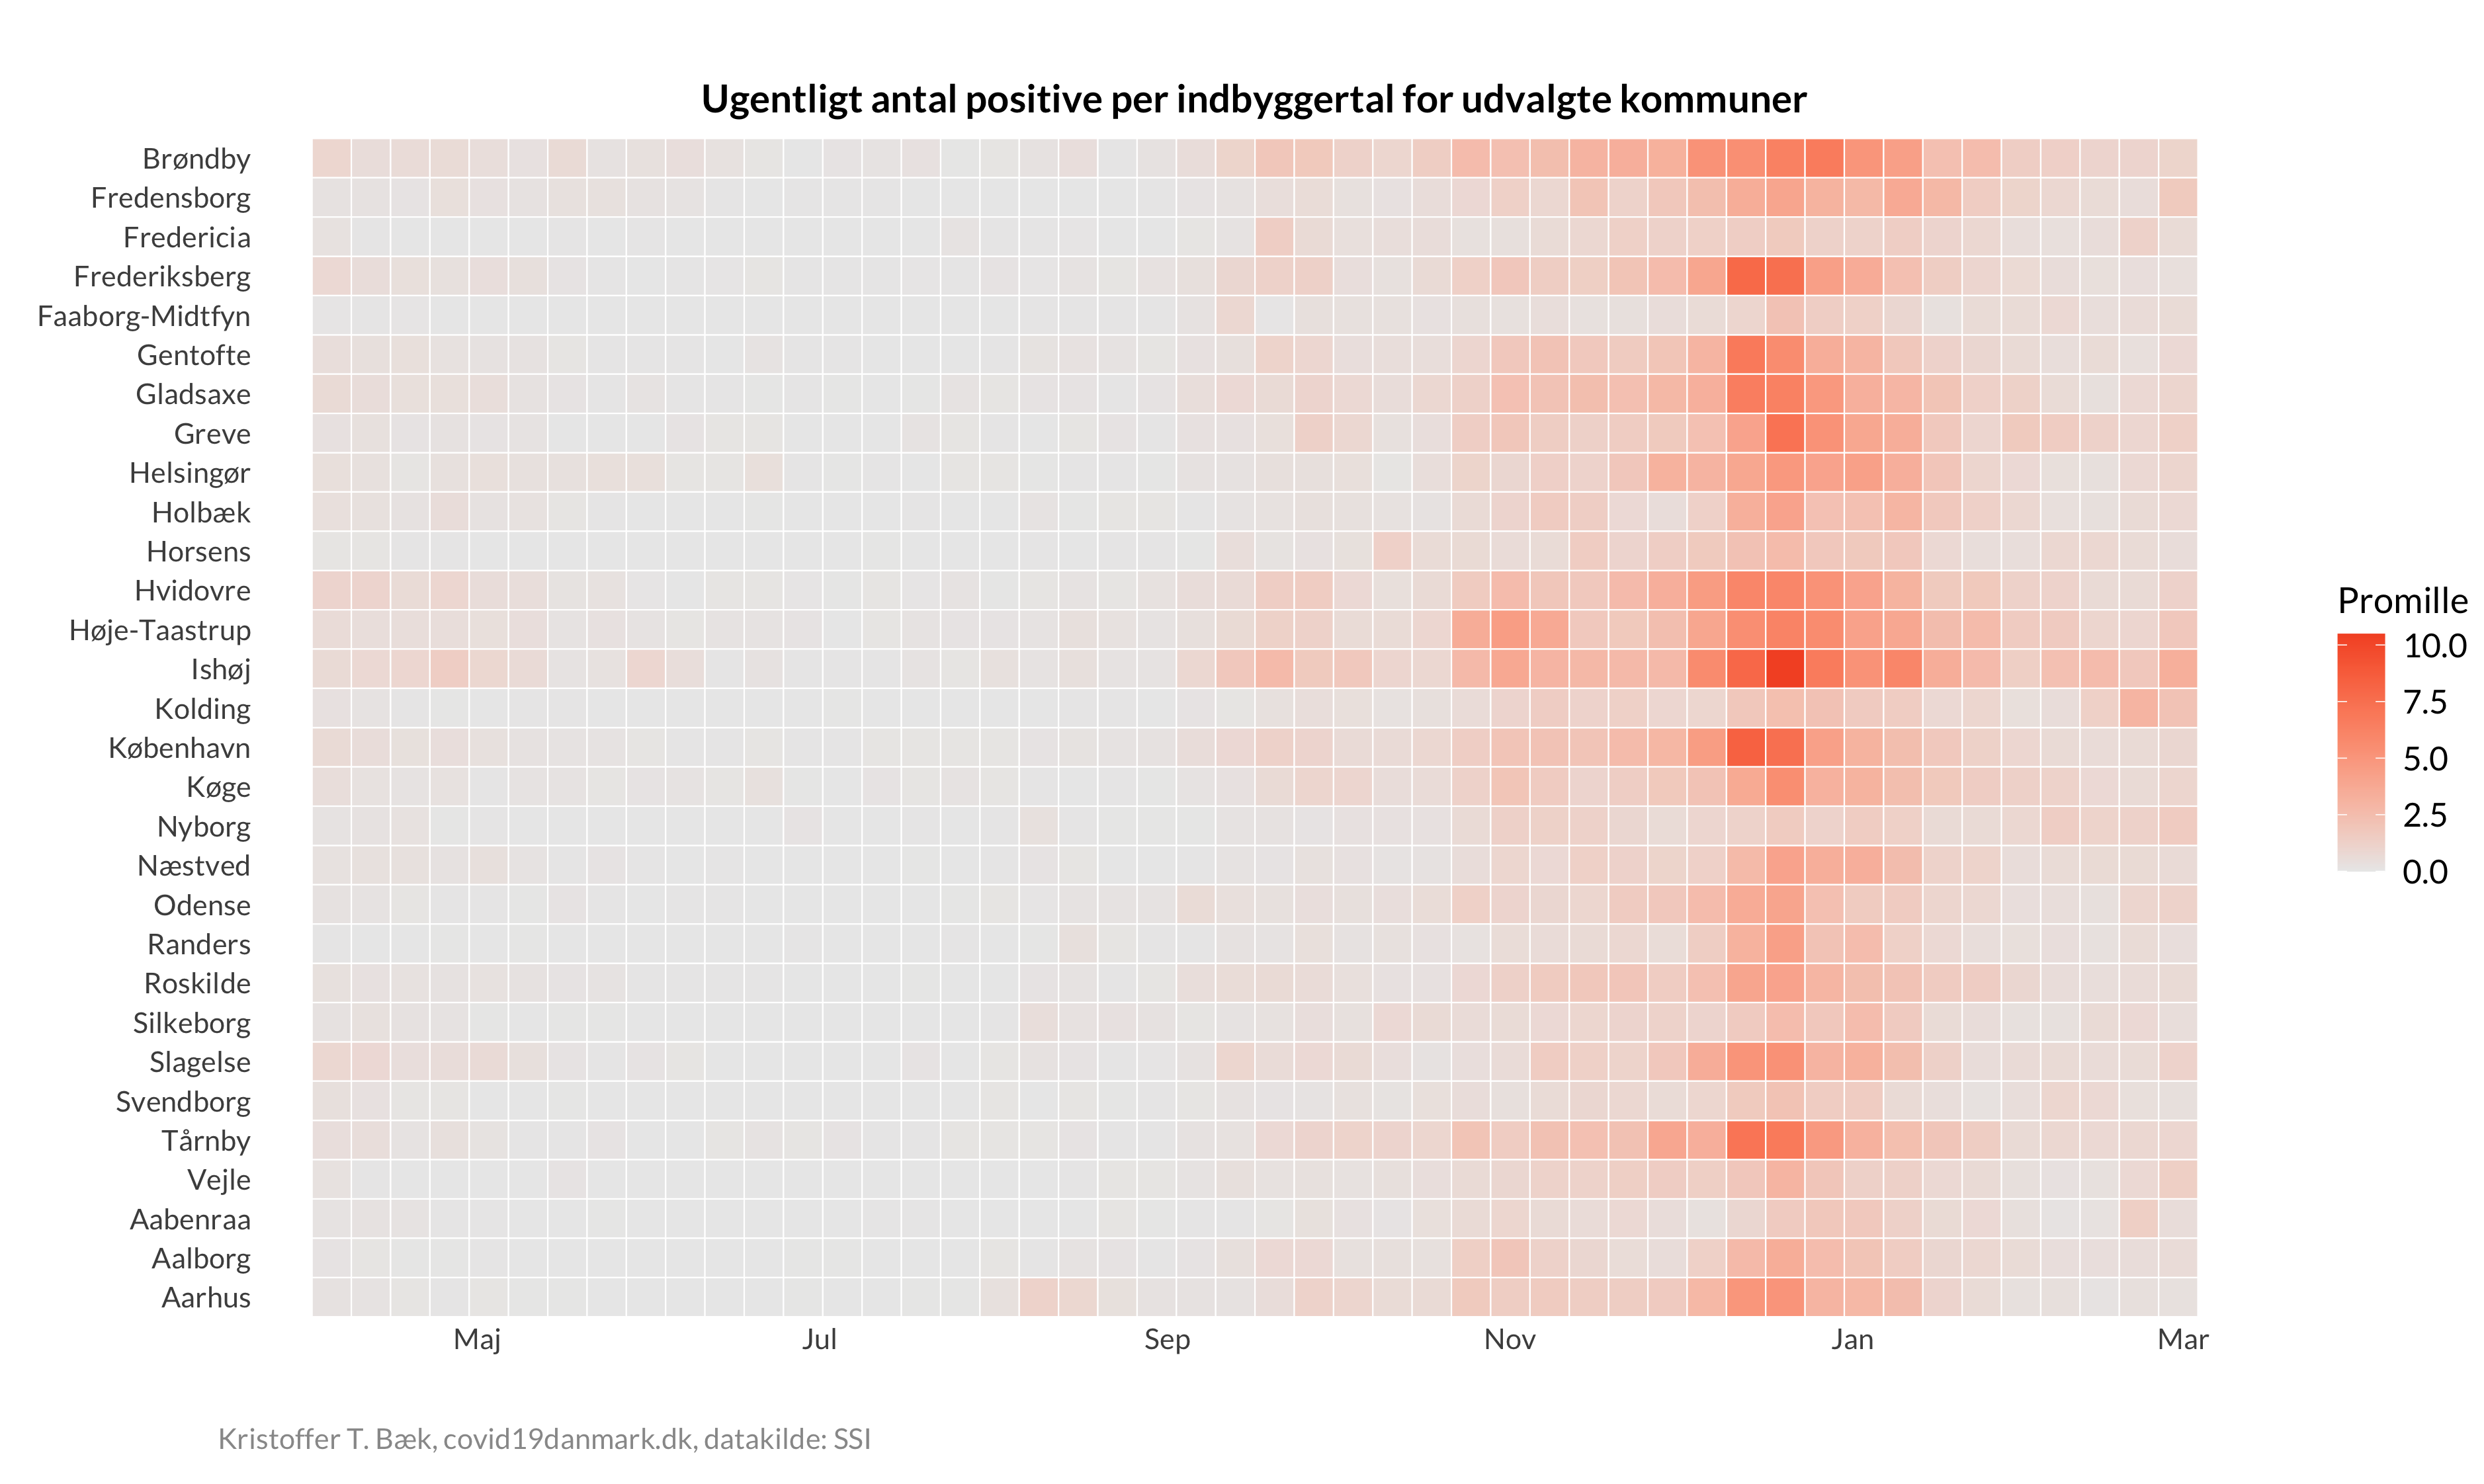 Ugentligt antal positive per indbyggertal for udvalgte kommuner
Brøndby
Fredensborg
Fredericia
Frederiksberg
Faaborg-Midtfyn
Gentofte
Gladsaxe
Greve
Helsingør
Holbæk
Horsens
Hvidovre
Høje-Taastrup
Ishøj
Kolding
København
Køge
Nyborg
Næstved
Odense
Randers
Roskilde
Silkeborg
Slagelse
Svendborg
Tårnby
Vejle
Aabenraa
Aalborg
Aarhus
Maj Jul Sep Nov Jan Mar
Promille
10.0
7.5
5.0
2.5
0.0
Kristoffer T. Bæk, covid19danmark.dk, datakilde: SSI